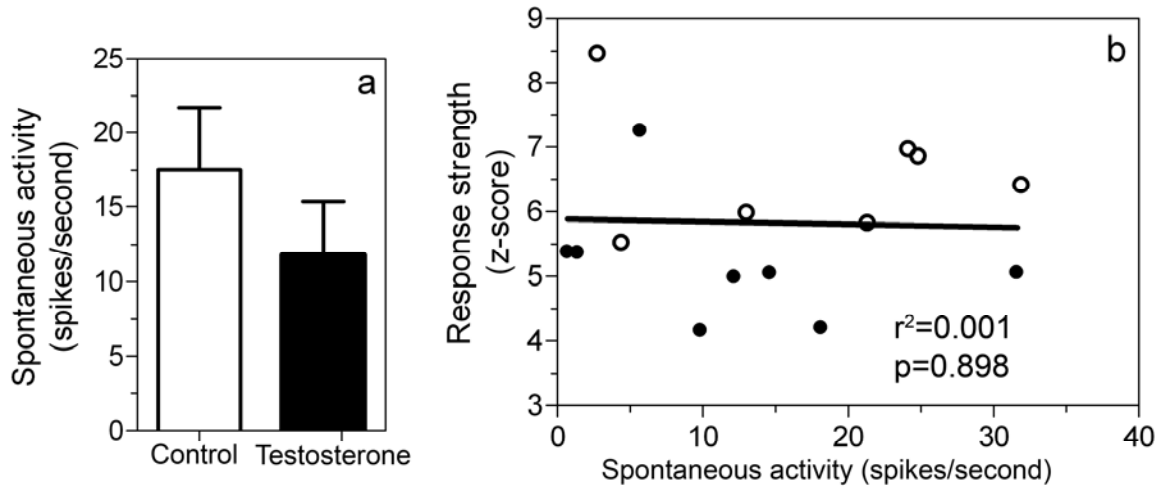 a
Spontaneous activity
(spikes/second)
25
20
15
10
5
0
Control Testosterone
b
Response strength
(z-score)
9
8
7
6
5
4
3
r²=0.001
p=0.898
0 10 20 30 40
Spontaneous activity (spikes/second)